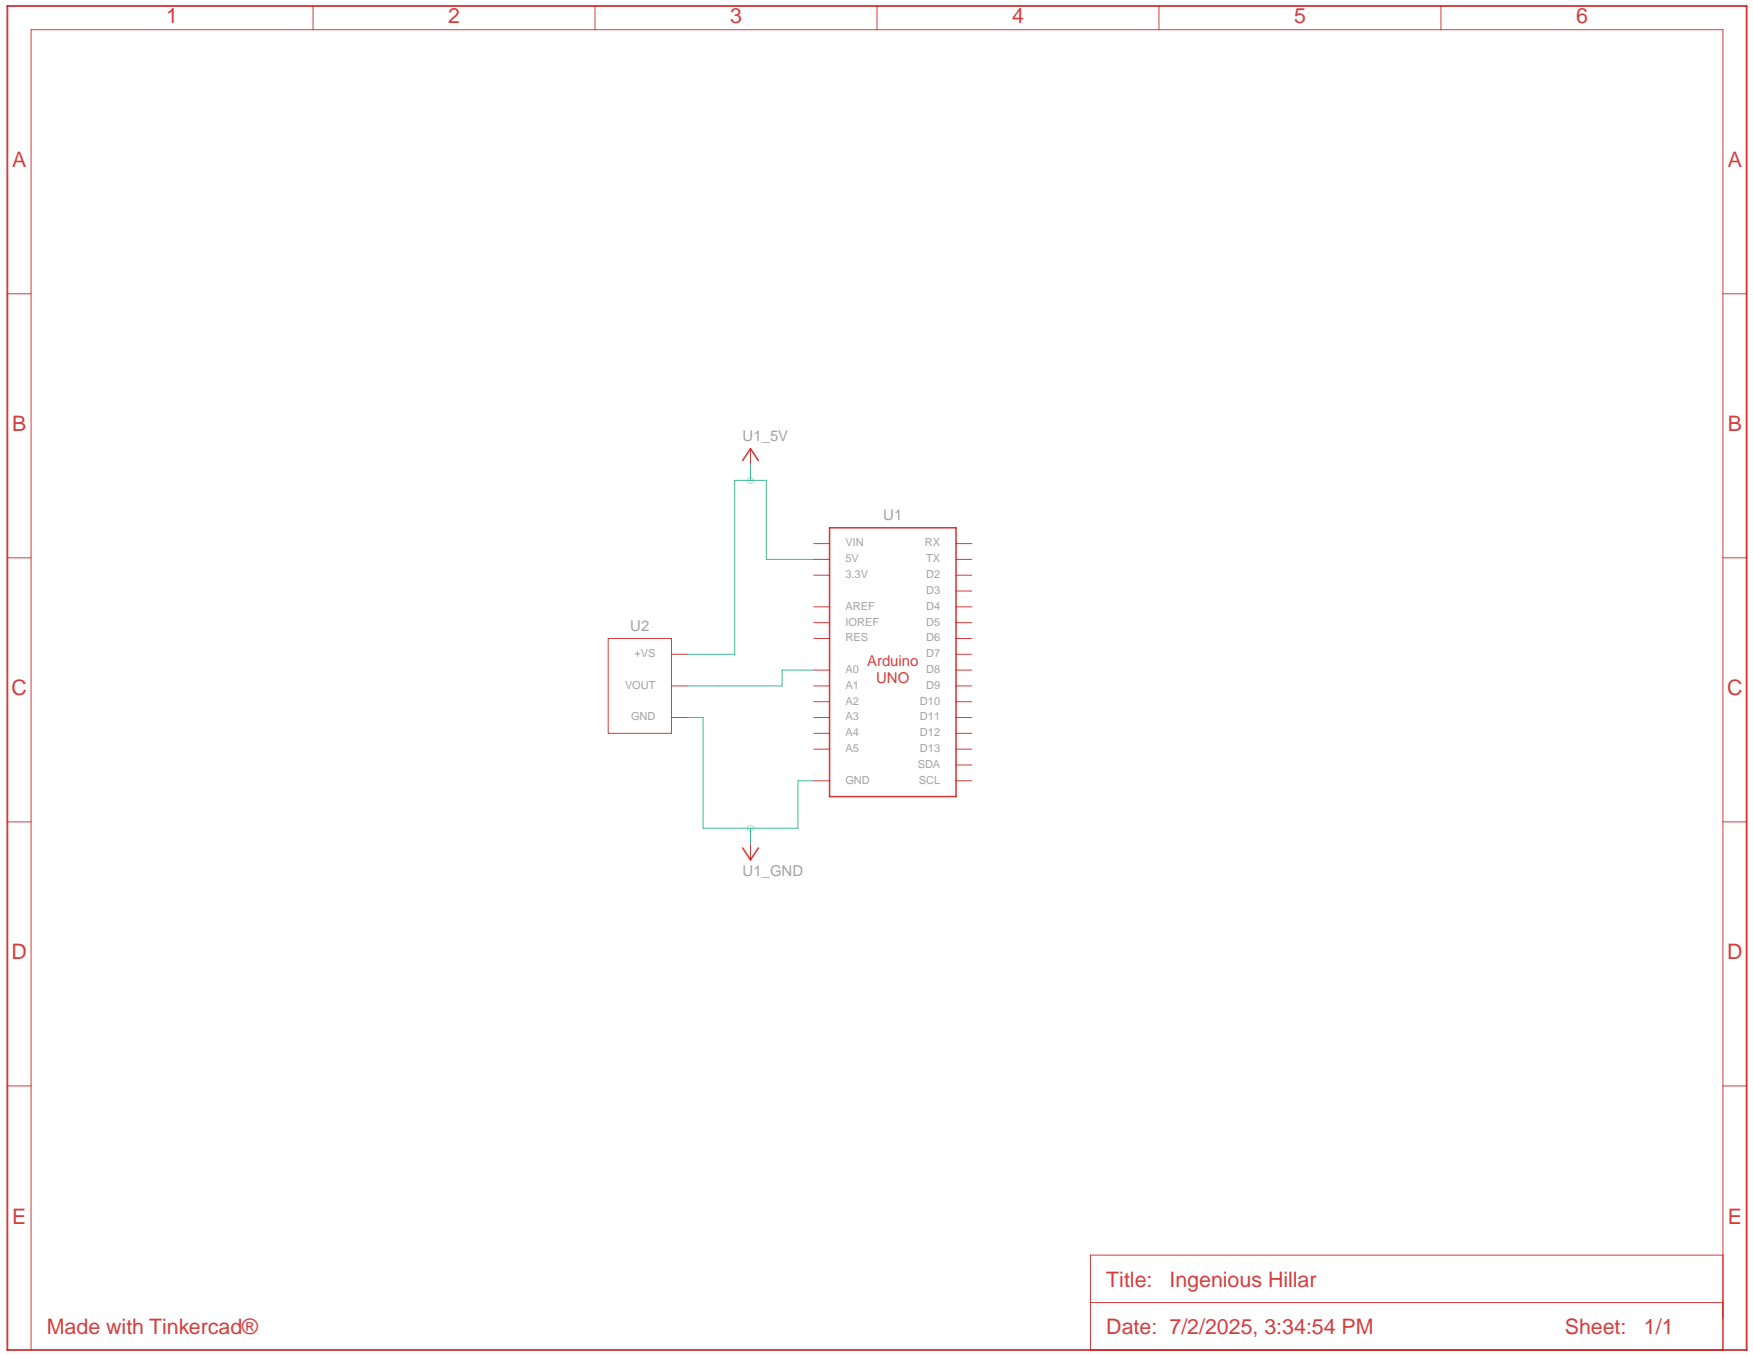 1 2 3 4 5 6
A A
B B
U1_5V
U1
VIN RX
5V TX
3.3V D2
D3
AREF D4
IOREF D5
U2
RES D6
+VS D7
Arduino
A0 D8
C C
UNO
VOUT A1 D9
A2 D10
GND A3 D11
A4 D12
A5 D13
SDA
GND SCL
U1_GND
D D
E E
Title: Ingenious Hillar
Made with Tinkercad®
Date: 7/2/2025, 3:34:54 PM Sheet: 1/1